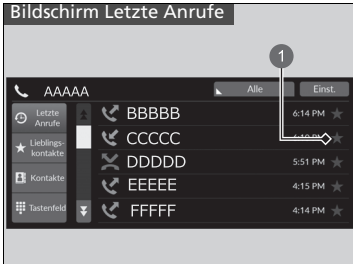 Bildschirm Letzte Anrufe
1
AAAAA
Alle
Einst.
Letzte
Anrufe
Lieblings-
kontakte
Kontakte
Tastenfeld
BBBBB
6:14 PM
CCCCC
DDDDD
5:51 PM
EEEEE
4:15 PM
FFFFF
4:14 PM